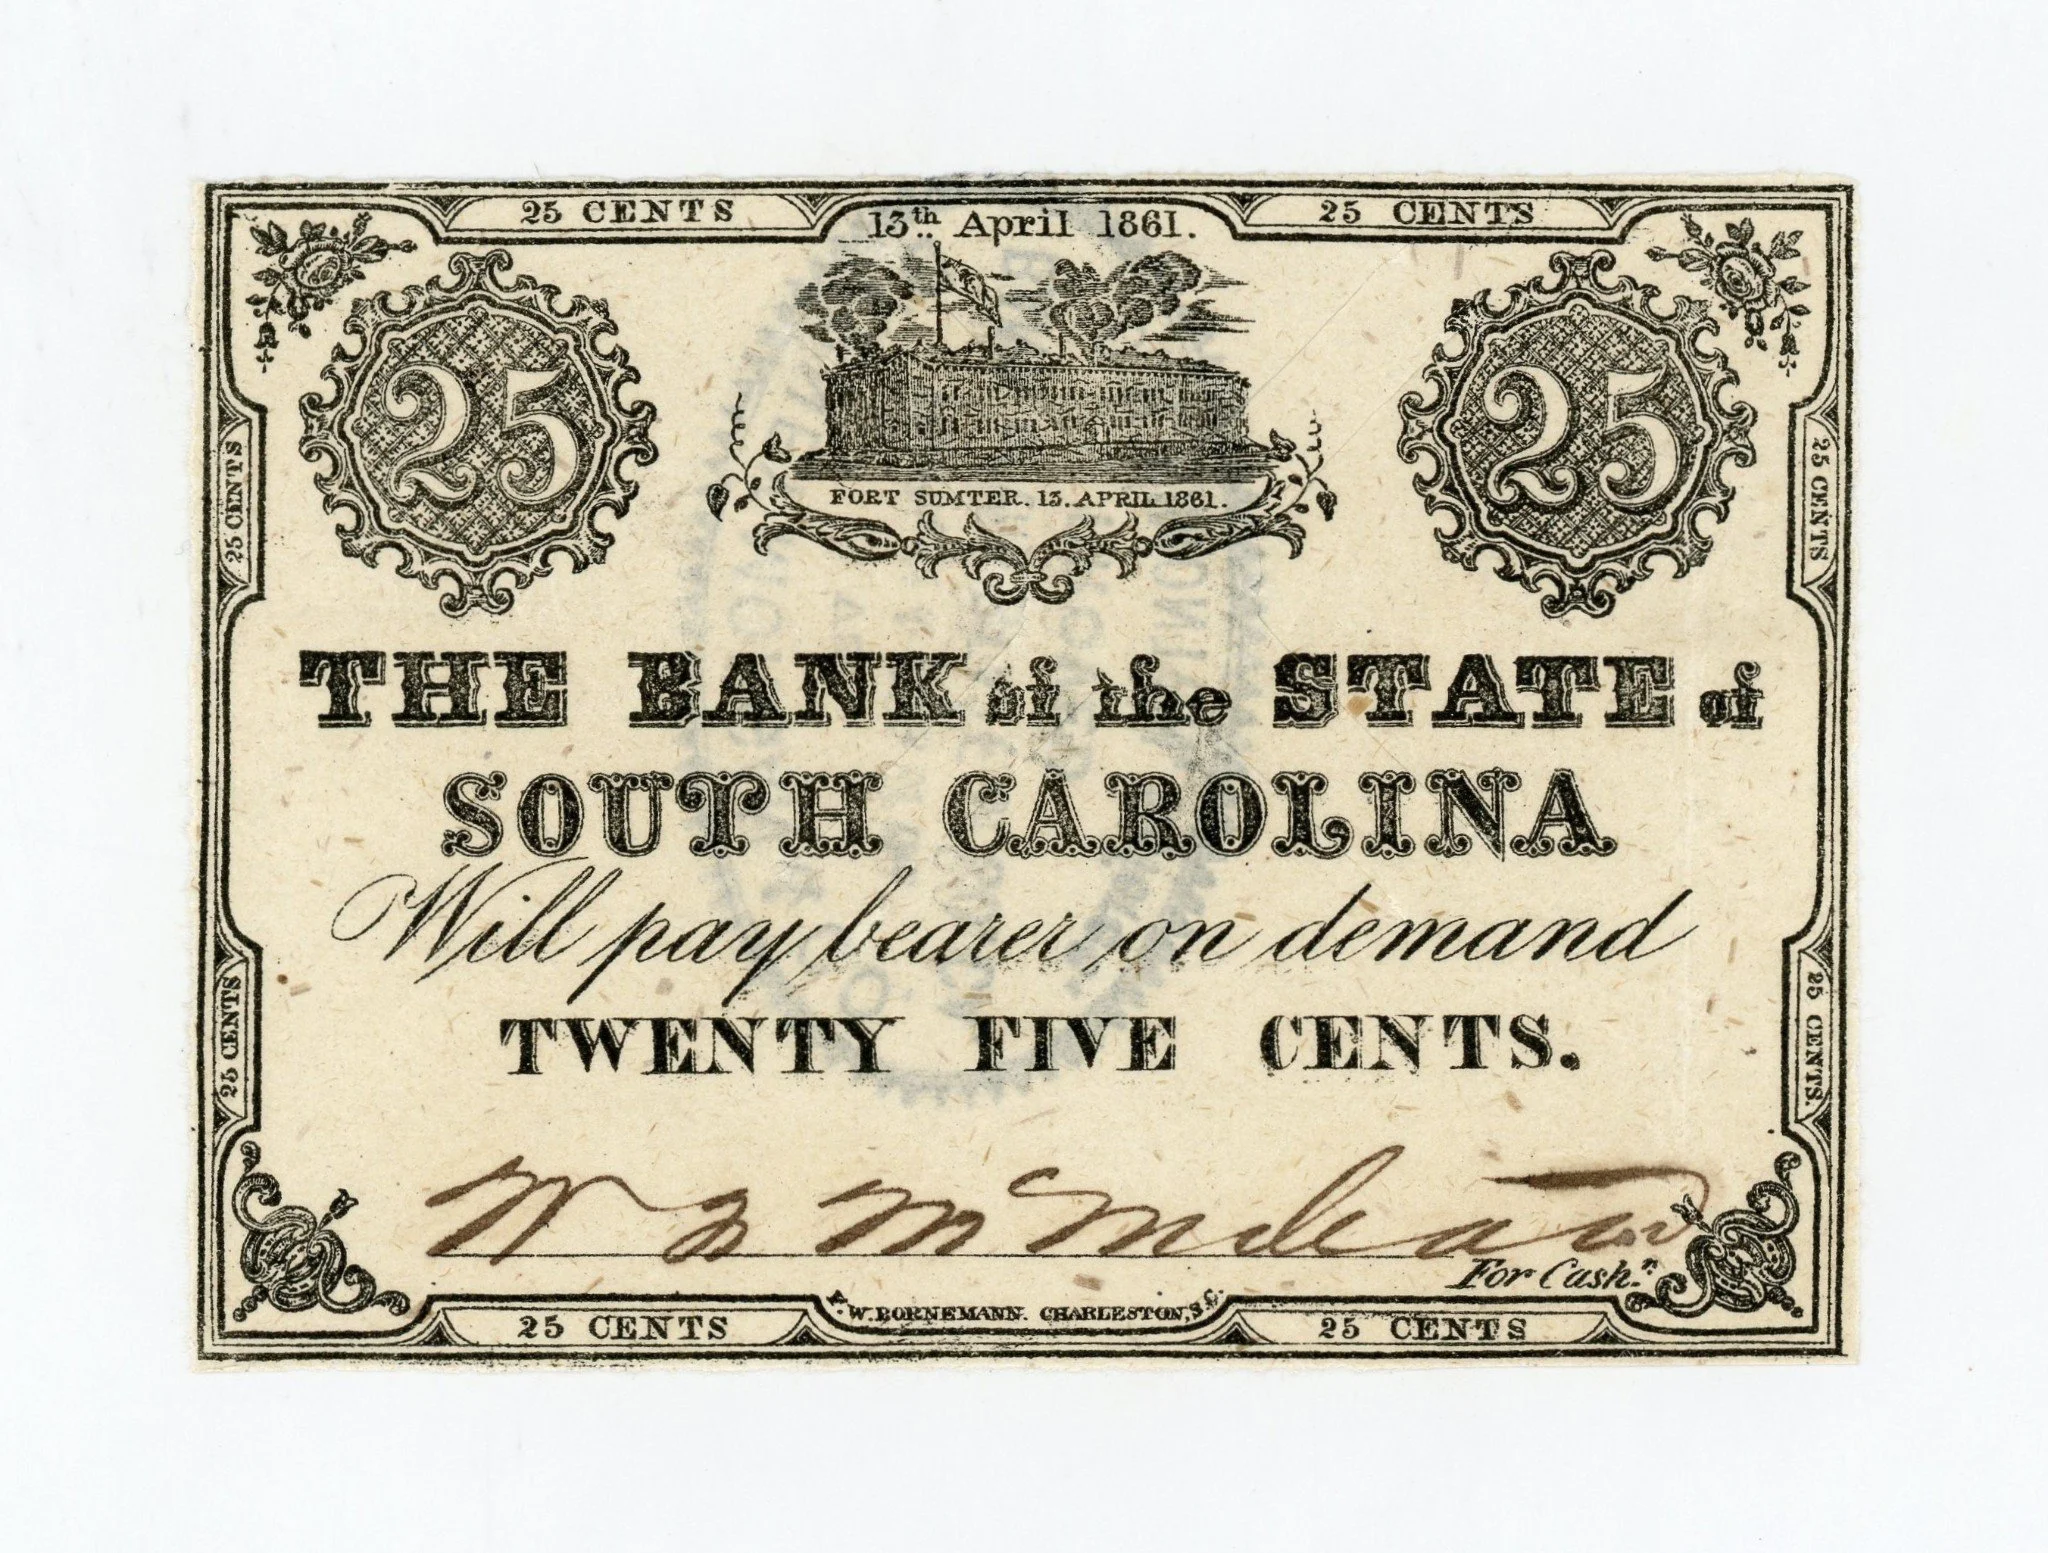 25 CENTS
13th April 1861.
25 CENTS
25
25
FORT SUMTER. 13. APRIL 1861.
25 CENTS
25 CENTS
THE BANK of the STATE of
SOUTH CAROLINA
Will pay bearer on demand
TWENTY FIVE CENTS.
25 CENTS
25 CENTS.
For Cashr.
F. W. BORNEMANN. CHARLESTON, S.C.
25 CENTS
25 CENTS